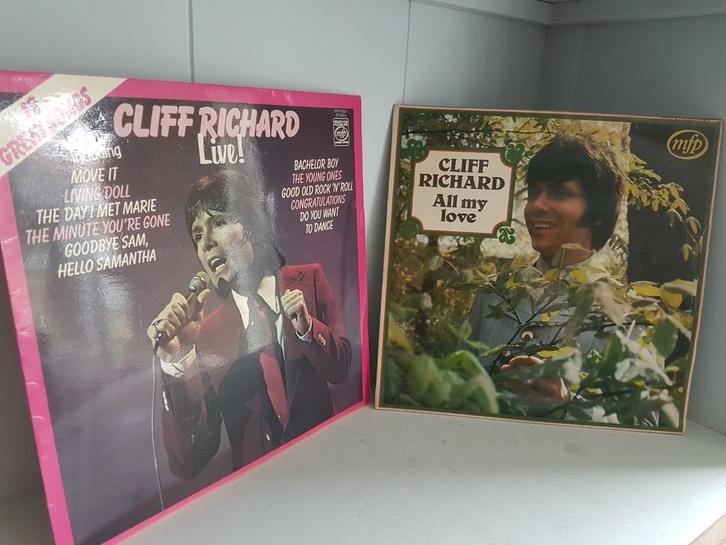 16
GREAT TRACKS
CLIFF RICHARD
Live!
including
MOVE IT
LIVING DOLL
THE DAY I MET MARIE
THE MINUTE YOU'RE GONE
GOODBYE SAM,
HELLO SAMANTHA
BACHELOR BOY
THE YOUNG ONES
GOOD OLD ROCK 'N' ROLL
CONGRATULATIONS
DO YOU WANT
TO DANCE
mfp
CLIFF
RICHARD
All my
love
mfp